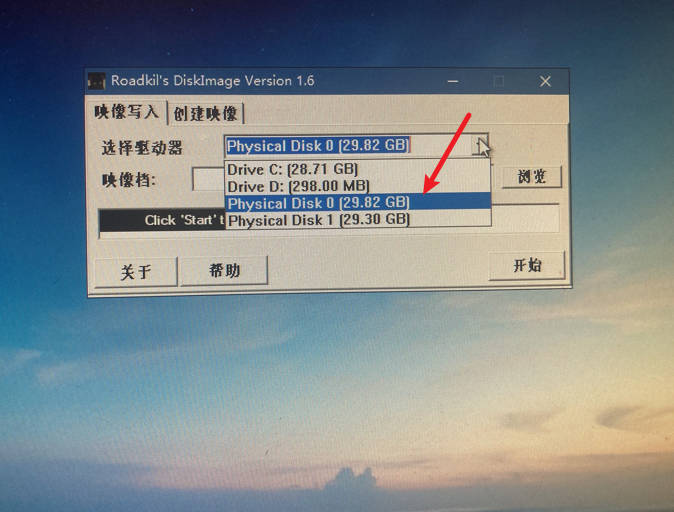 Roadkil's DiskImage Version 1.6
映像写入 创建映像
选择驱动器 Physical Disk 0 (29.82 GB)
Drive C: (28.71 GB)
映像档: 浏览
Drive D: (298.00 MB)
Physical Disk 0 (29.82 GB)
Click 'Start' t Physical Disk 1 (29.30 GB)
关于 帮助 开始